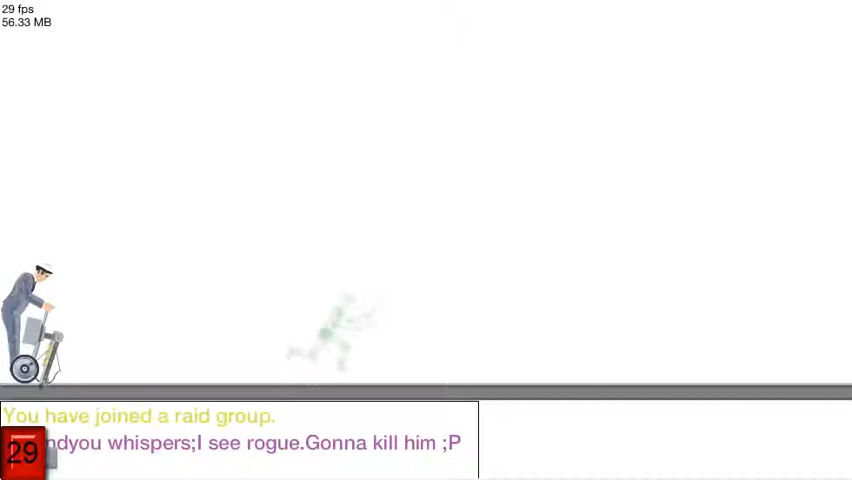 29 fps
56.33 MB
You have joined a raid group.
ndyou whispers;I see rogue.Gonna kill him ;P
29